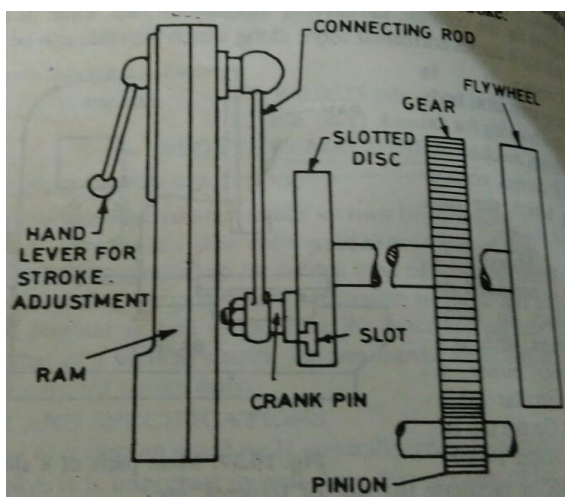 CONNECTING ROD
FLYWHEEL
GEAR
SLOTTED
DISC
HAND
LEVER FOR
STROKE.
ADJUSTMENT
SLOT
RAM
CRANK PIN
PINION